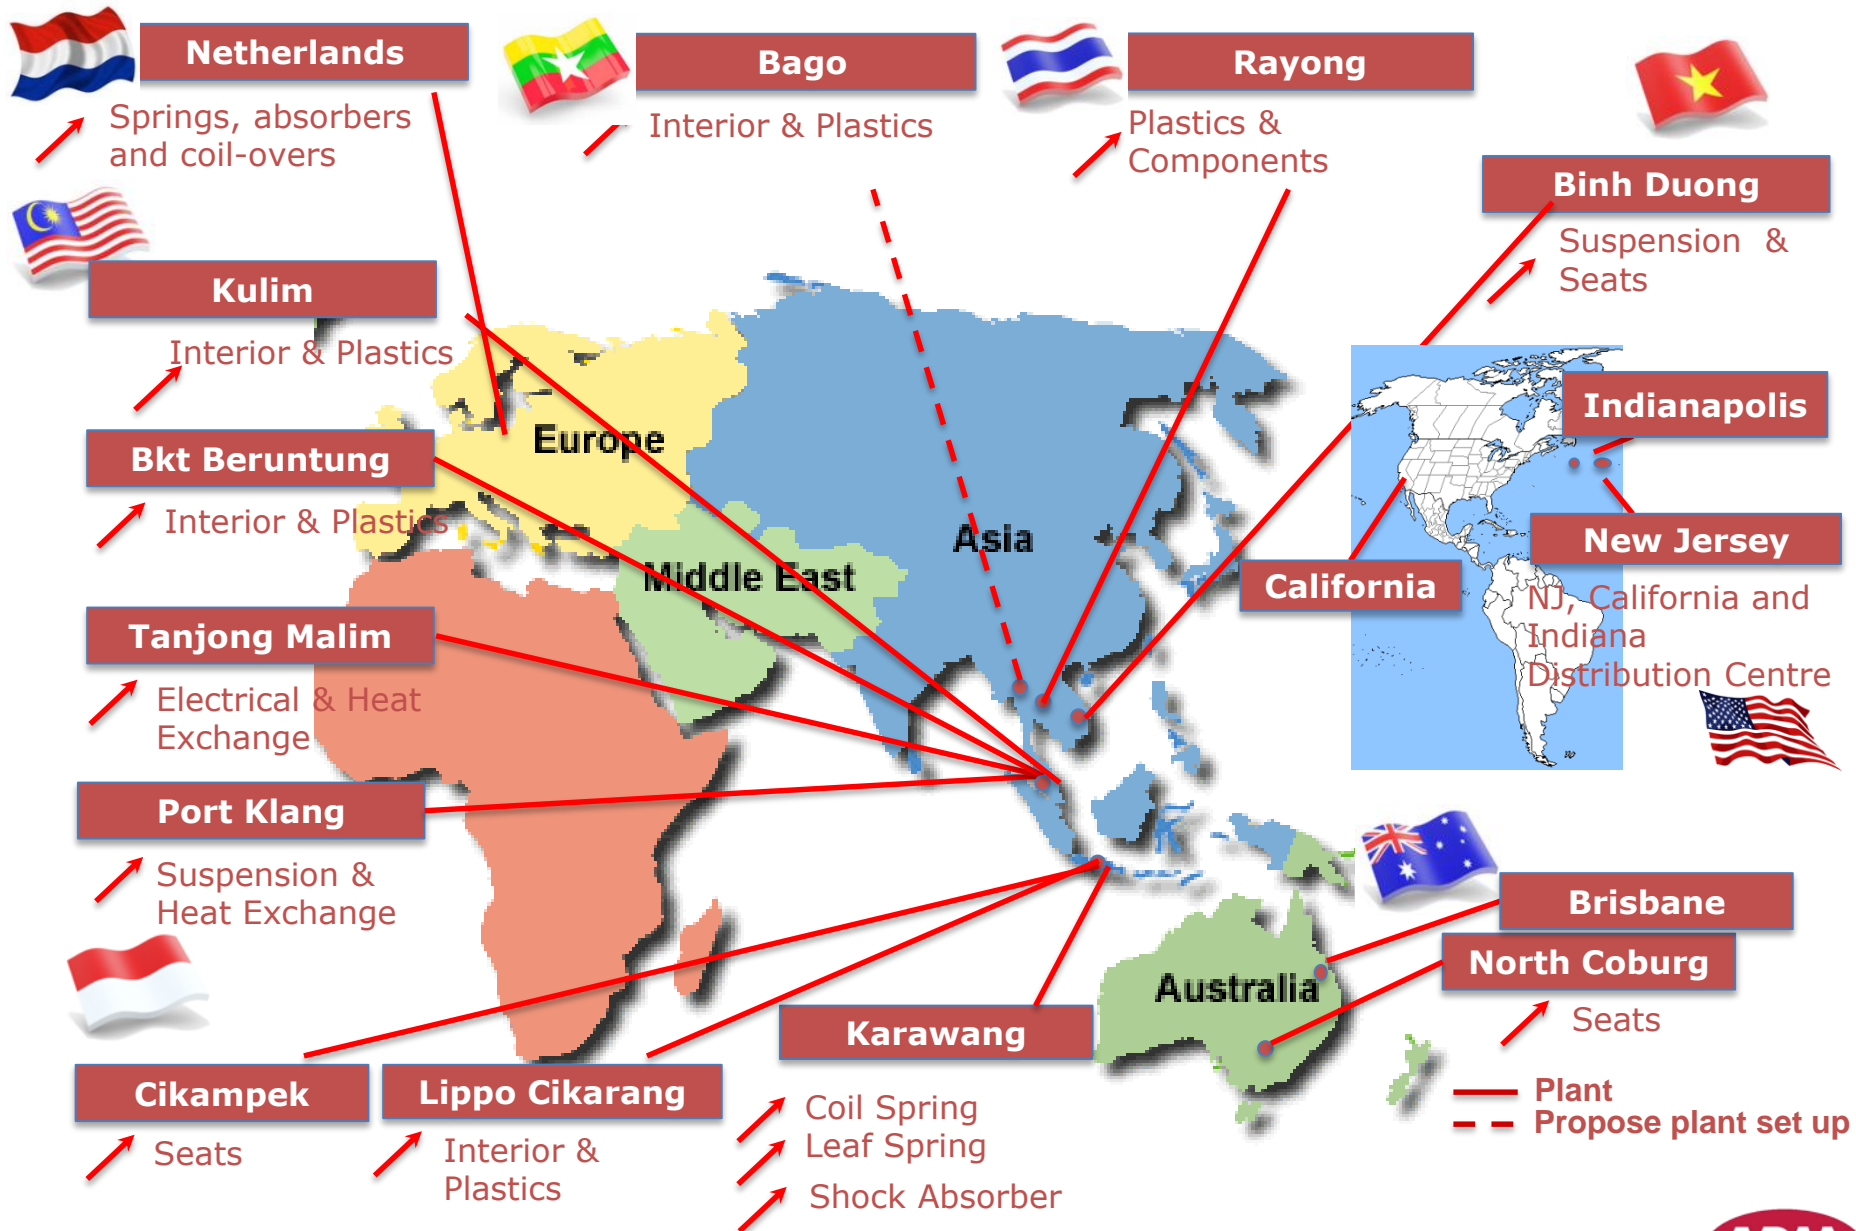 Netherlands
Springs, absorbers
and coil-overs
Bago
Interior & Plastics
Rayong
Plastics &
Components
Binh Duong
Suspension &
Seats
Kulim
Interior & Plastics
Bkt Beruntung
Interior & Plastics
Tanjong Malim
Electrical & Heat
Exchange
Port Klang
Suspension &
Heat Exchange
Europe
Middle East
Asia
Australia
Indianapolis
California
New Jersey
NJ, California and
Indiana
Distribution Centre
Brisbane
North Coburg
Seats
Cikampek
Seats
Lippo Cikarang
Interior &
Plastics
Karawang
Coil Spring
Leaf Spring
Shock Absorber
Plant
Propose plant set up